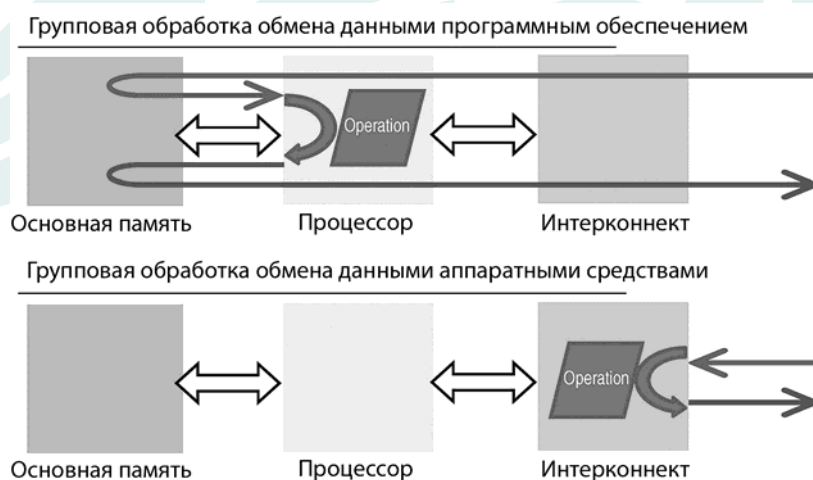 Групповая обработка обмена данными программным обеспечением
Operation
Основная память Процессор Интерконнект
Групповая обработка обмена данными аппаратными средствами
Operation
Основная память Процессор Интерконнект